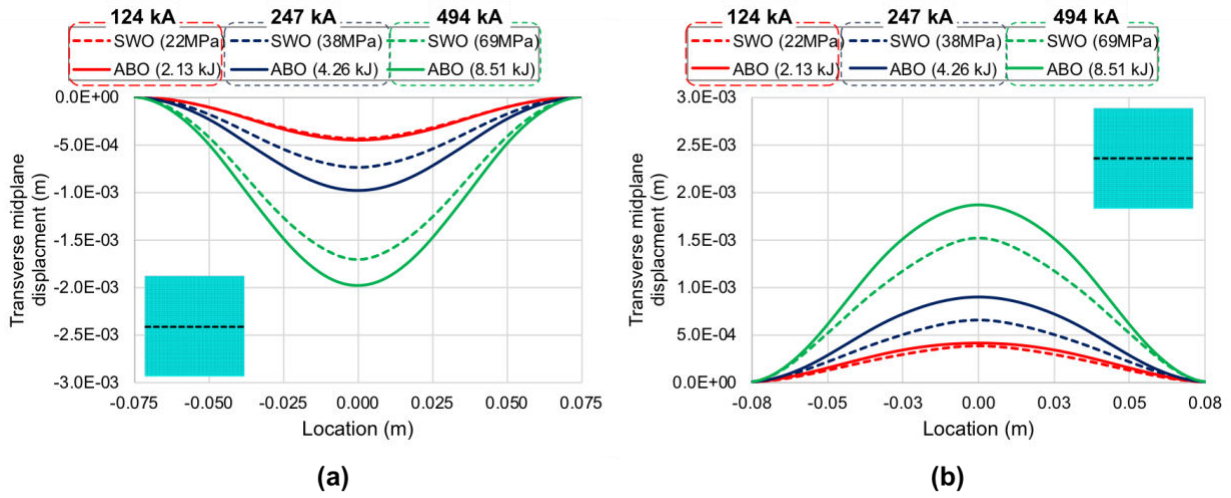 124 kA 247 kA 494 kA
SWO (22MPa) SWO (38MPa) SWO (69MPa)
ABO (2.13 kJ) ABO (4.26 kJ) ABO (8.51 kJ)
Transverse midplane
displacment (m)
0.0E+00
-5.0E-04
-1.0E-03
-1.5E-03
-2.0E-03
-2.5E-03
-3.0E-03
-0.075 -0.050 -0.025 0.000 0.025 0.050 0.075
Location (m)
(a)
124 kA 247 kA 494 kA
SWO (22MPa) SWO (38MPa) SWO (69MPa)
ABO (2.13 kJ) ABO (4.26 kJ) ABO (8.51 kJ)
Transverse midplane
displacment (m)
3.0E-03
2.5E-03
2.0E-03
1.5E-03
1.0E-03
5.0E-04
0.0E+00
-0.08 -0.05 -0.03 0.00 0.03 0.05 0.08
Location (m)
(b)